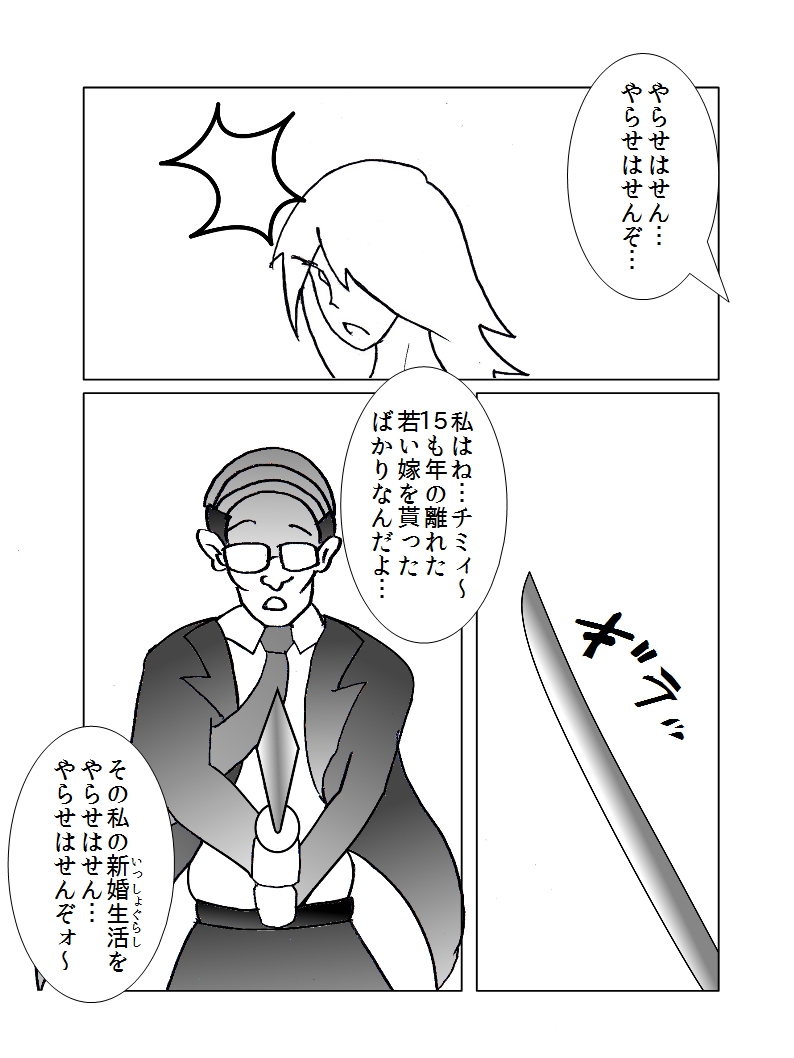 やらせはせん…
やらせはせんぞ…
私はね…チミィ～
15も年の離れた
若い嫁を貰った
ばかりなんだよ…
ギラッ
その私の新婚生活を
いっしょぐらし
やらせはせん…
やらせはせんぞォ～